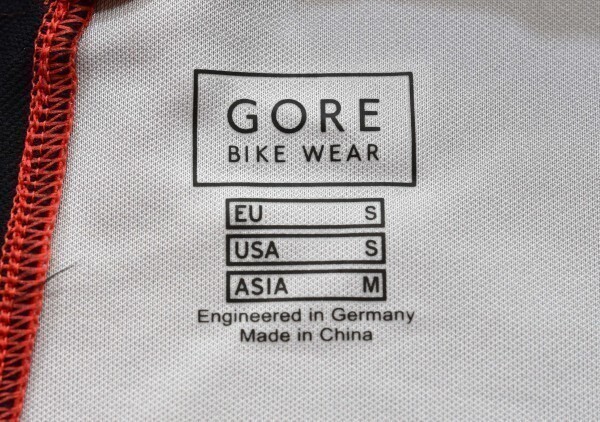 GORE
BIKE WEAR
EU S
USA S
ASIA M
Engineered in Germany
Made in China